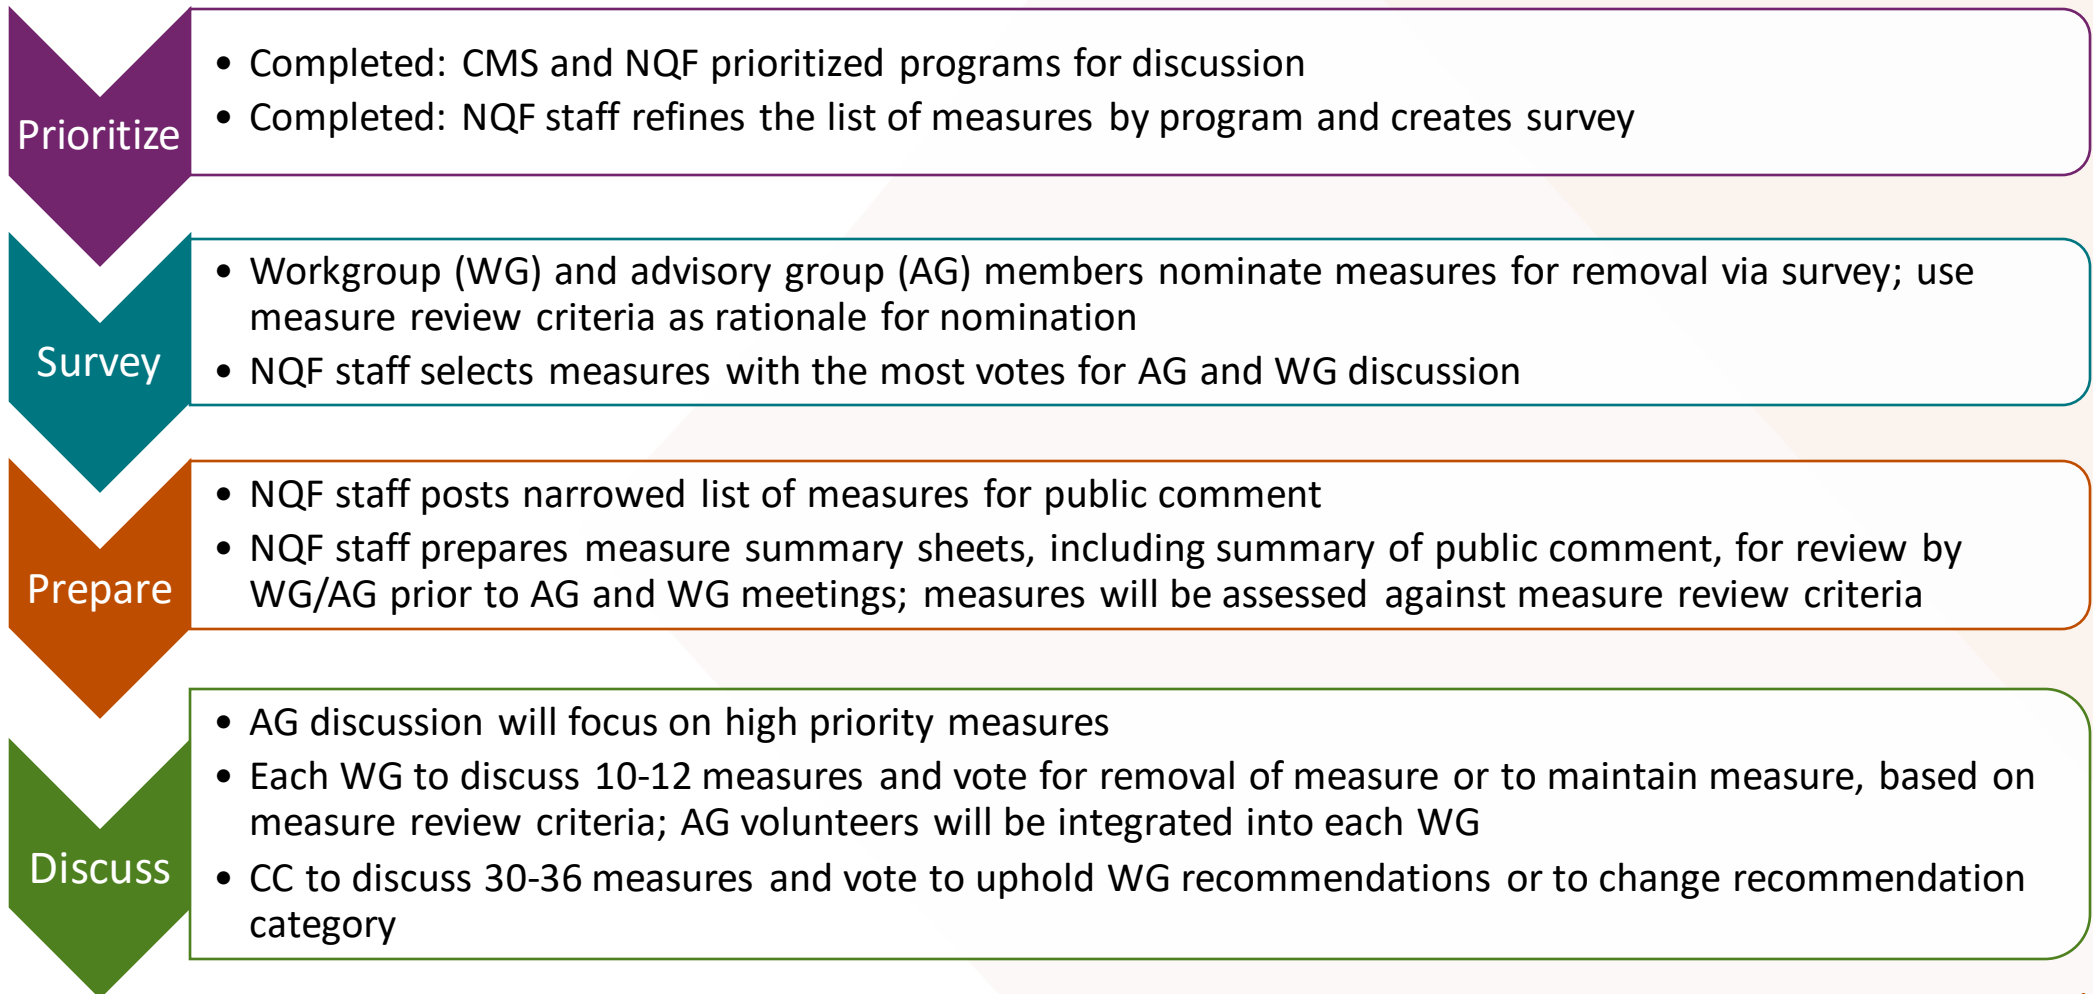 Prioritize
• Completed: CMS and NQF prioritized programs for discussion
• Completed: NQF staff refines the list of measures by program and creates survey
Survey
• Workgroup (WG) and advisory group (AG) members nominate measures for removal via survey; use
measure review criteria as rationale for nomination
• NQF staff selects measures with the most votes for AG and WG discussion
Prepare
• NQF staff posts narrowed list of measures for public comment
• NQF staff prepares measure summary sheets, including summary of public comment, for review by
WG/AG prior to AG and WG meetings; measures will be assessed against measure review criteria
Discuss
• AG discussion will focus on high priority measures
• Each WG to discuss 10-12 measures and vote for removal of measure or to maintain measure, based on
measure review criteria; AG volunteers will be integrated into each WG
• CC to discuss 30-36 measures and vote to uphold WG recommendations or to change recommendation
category